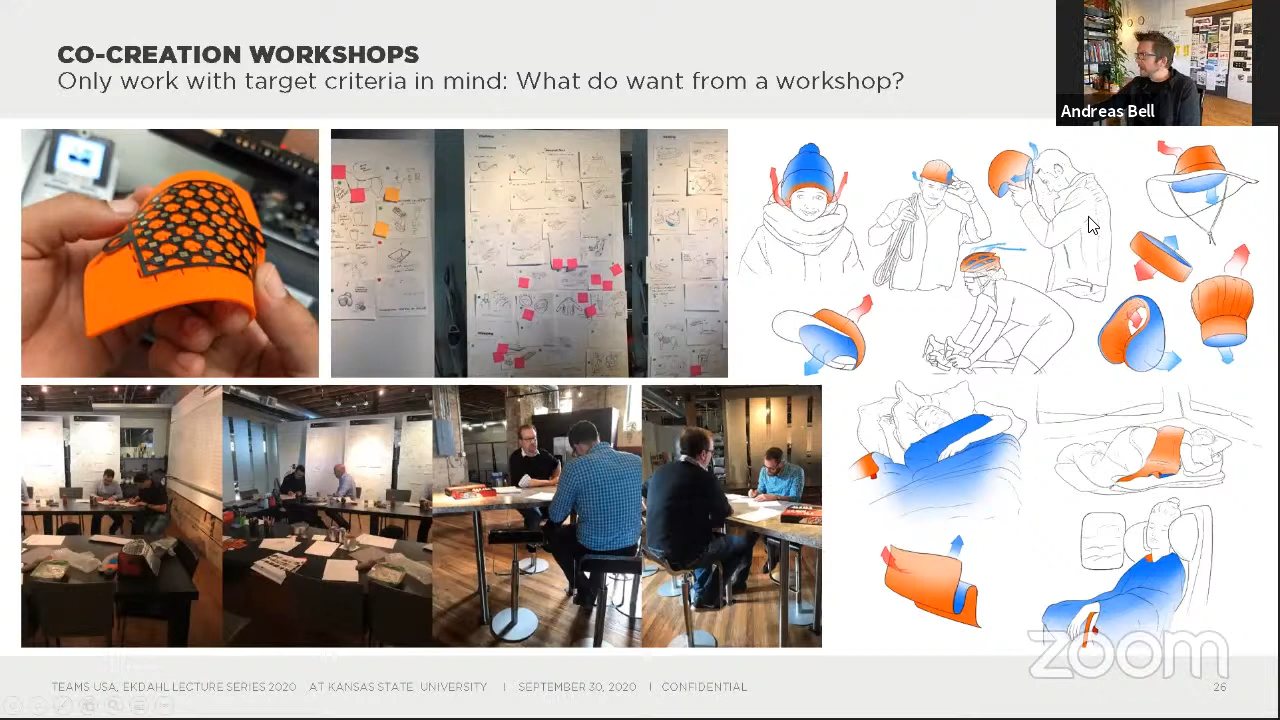 CO-CREATION WORKSHOPS
Only work with target criteria in mind: What do want from a workshop?
Andreas Bell
zoom
TEAMS USA, EKDAHL LECTURE SERIES 2020 AT KANSAS STATE UNIVERSITY I SEPTEMBER 30, 2020 I CONFIDENTIAL
26